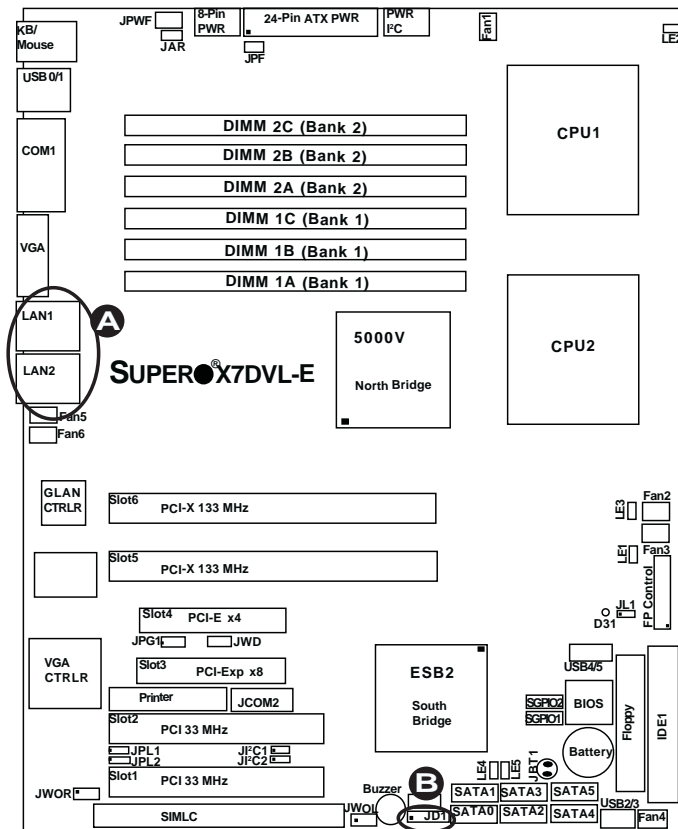 KB/
Mouse
JPWF
JAR
8-Pin
PWR
24-Pin ATX PWR
JPF
PWR
I²C
Fan1
LE2
USB 0/1
COM1
VGA
LAN1
LAN2
A
Fan5
Fan6
DIMM 2C (Bank 2)
DIMM 2B (Bank 2)
DIMM 2A (Bank 2)
DIMM 1C (Bank 1)
DIMM 1B (Bank 1)
DIMM 1A (Bank 1)
CPU1
CPU2
5000V
North Bridge
SUPER●®X7DVL-E
GLAN
CTRLR
Slot6
PCI-X 133 MHz
Slot5
PCI-X 133 MHz
Slot4
PCI-E x4
JPG1
JWD
Slot3
PCI-Exp x8
VGA
CTRLR
Printer
JCOM2
Slot2
PCI 33 MHz
JPL1
JPL2
JI²C1
JI²C2
Slot1
PCI 33 MHz
JWOR
SIMLC
JWOL
Buzzer
B
JD1
ESB2
South
Bridge
LE3
Fan2
LE1
Fan3
FP Control
JL1
D31
USB4/5
SGPIO2
SGPIO1
BIOS
Floppy
IDE1
Battery
LE4
LE5
JBT1
SATA1
SATA3
SATA5
SATA0
SATA2
SATA4
USB2/3
Fan4